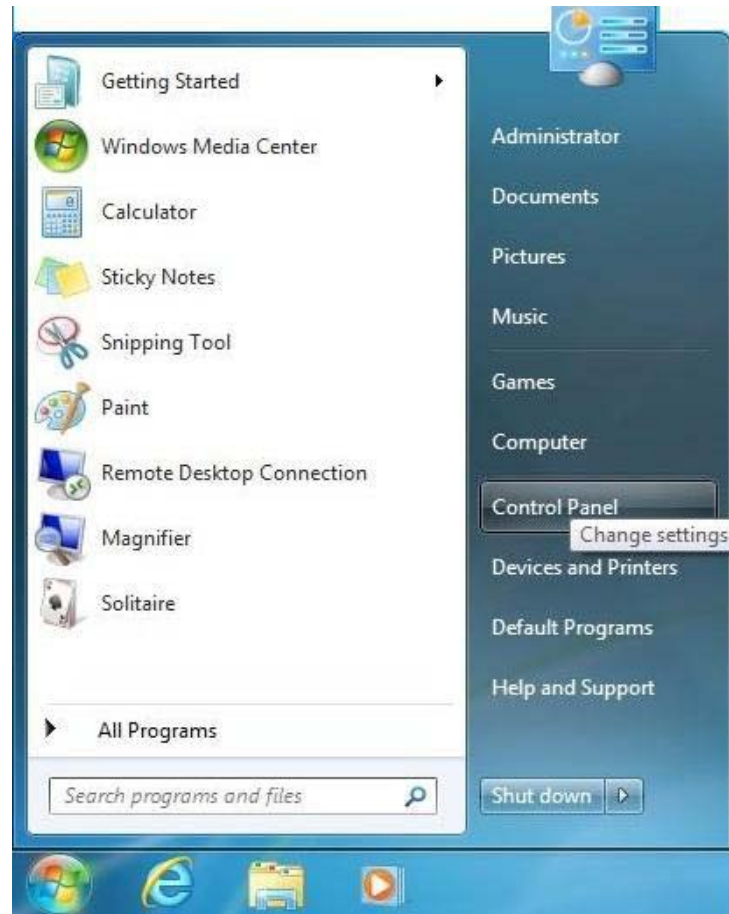 Getting Started
Windows Media Center
Calculator
Sticky Notes
Snipping Tool
Paint
Remote Desktop Connection
Magnifier
Solitaire
All Programs
Search programs and files
Administrator
Documents
Pictures
Music
Games
Computer
Control Panel
Change settings
Devices and Printers
Default Programs
Help and Support
Shut down